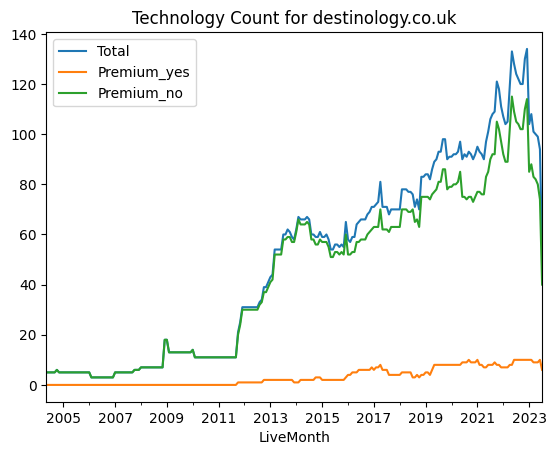 Technology Count for destinology.co.uk
Total
Premium_yes
Premium_no
140
120
100
80
60
40
20
0
2005 2007 2009 2011 2013 2015 2017 2019 2021 2023
LiveMonth